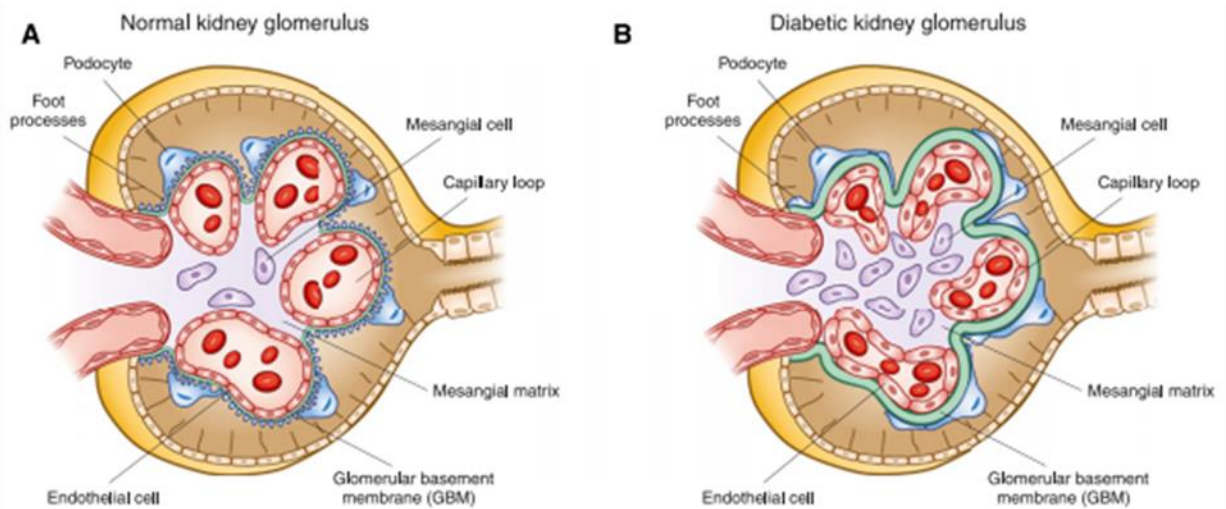 A
Normal kidney glomerulus
Podocyte
Foot
processes
Mesangial cell
Capillary loop
Mesangial matrix
Glomerular basement
membrane (GBM)
Endothelial cell
B
Diabetic kidney glomerulus
Podocyte
Foot
processes
Mesangial cell
Capillary loop
Mesangial matrix
Glomerular basement
membrane (GBM)
Endothelial cell